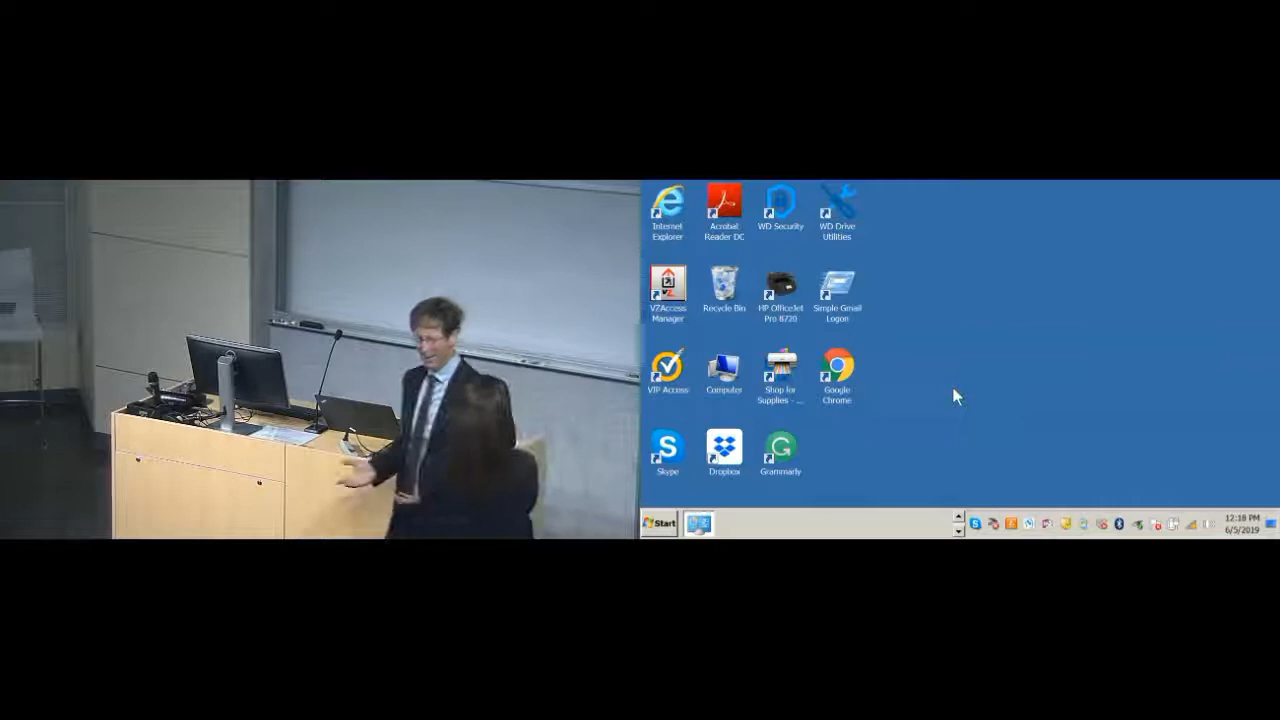 Internet
Explorer
Acrobat
Reader DC
WD Security
WD Drive
Utilities
VZAccess
Manager
Recycle Bin
HP OfficeJet
Pro 8720
Simple Gmail
Logon
VIP Access
Computer
Shop for
Supplies - ...
Google
Chrome
Skype
Dropbox
Grammarly
Start
12:18 PM
6/5/2019